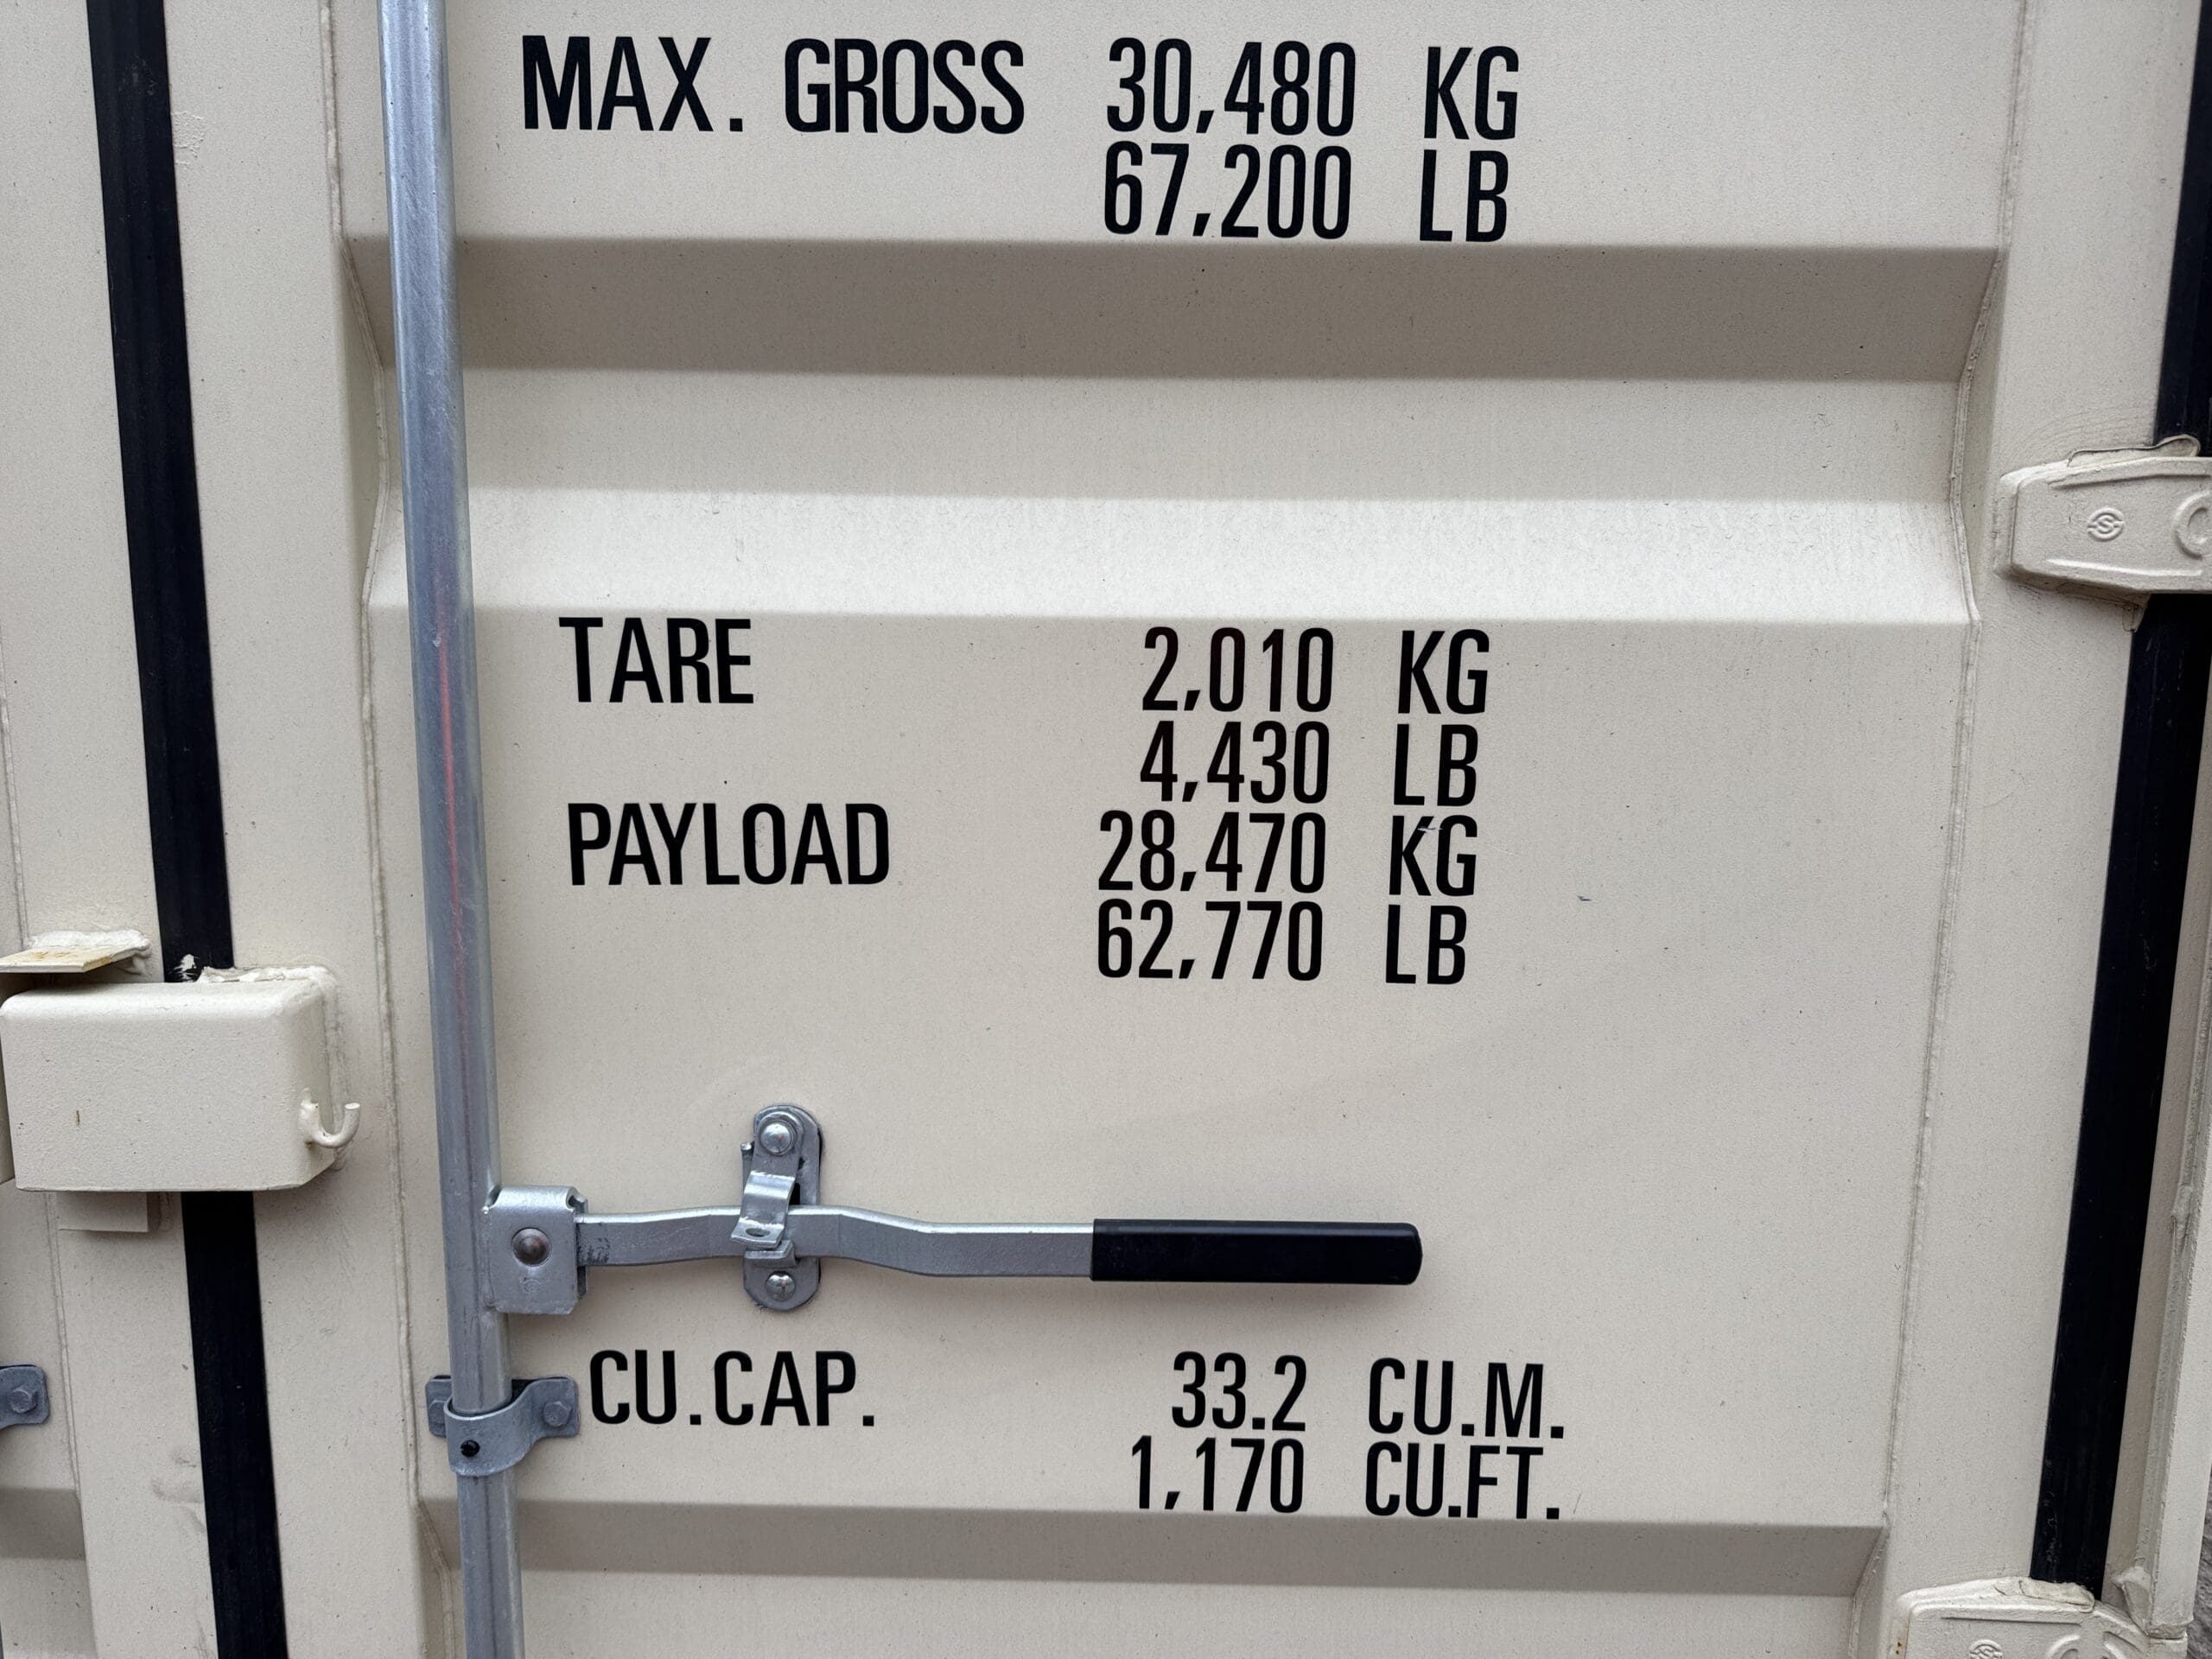 MAX. GROSS 30,480 KG
67,200 LB
TARE 2,010 KG
4,430 LB
PAYLOAD 28,470 KG
62,770 LB
CU.CAP. 33.2 CU.M.
1,170 CU.FT.